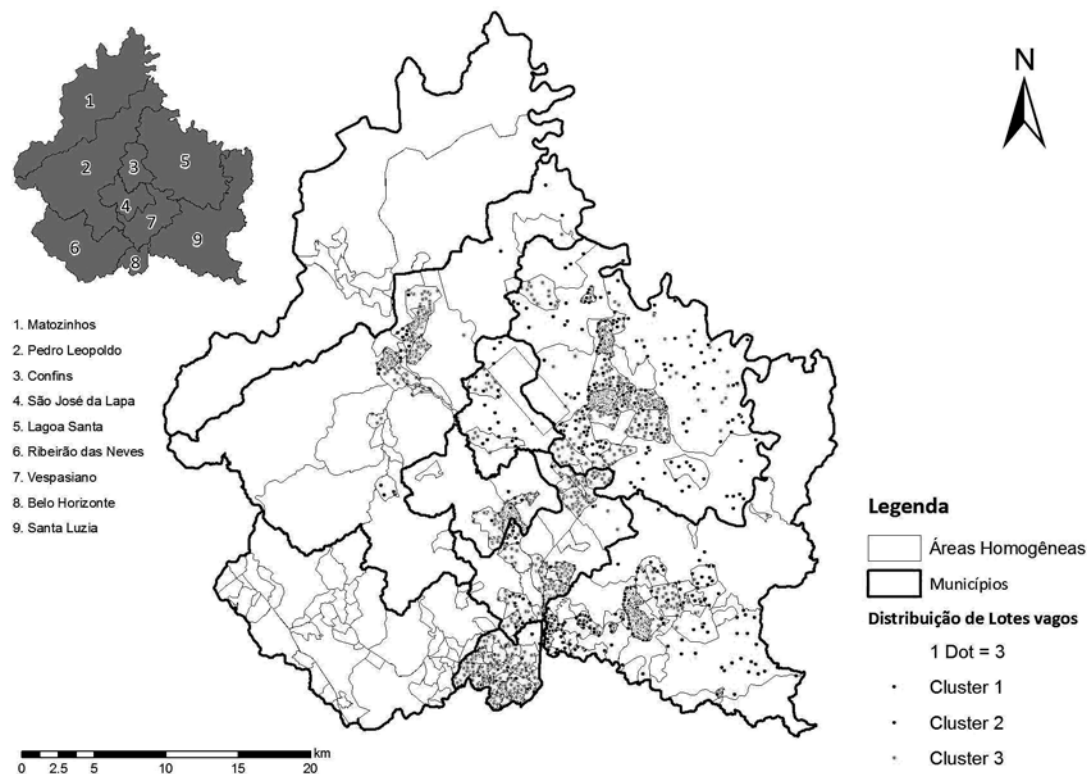 1
2
3
4
5
6
7
8
9
N
1. Matozinhos
2. Pedro Leopoldo
3. Confins
4. São José da Lapa
5. Lagoa Santa
6. Ribeirão das Neves
7. Vespasiano
8. Belo Horizonte
9. Santa Luzia
Legenda
Áreas Homogêneas
Municípios
Distribuição de Lotes vagos
1 Dot = 3
Cluster 1
Cluster 2
Cluster 3
km
0 2.5 5 10 15 20